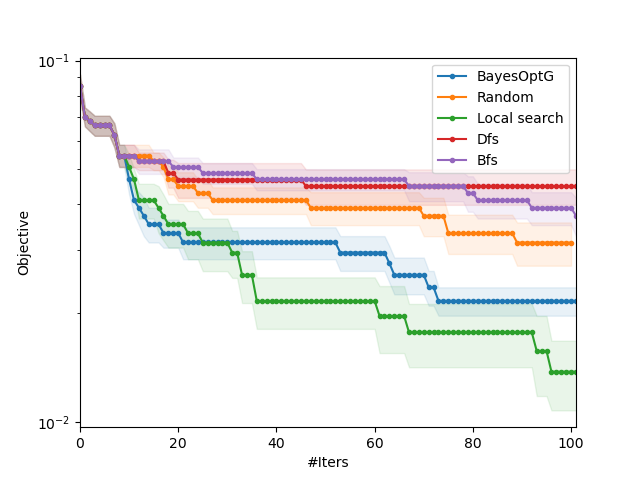 10⁻¹
BayesOptG
Random
Local search
Dfs
Bfs
Objective
10⁻²
0 20 40 60 80 100
#Iters